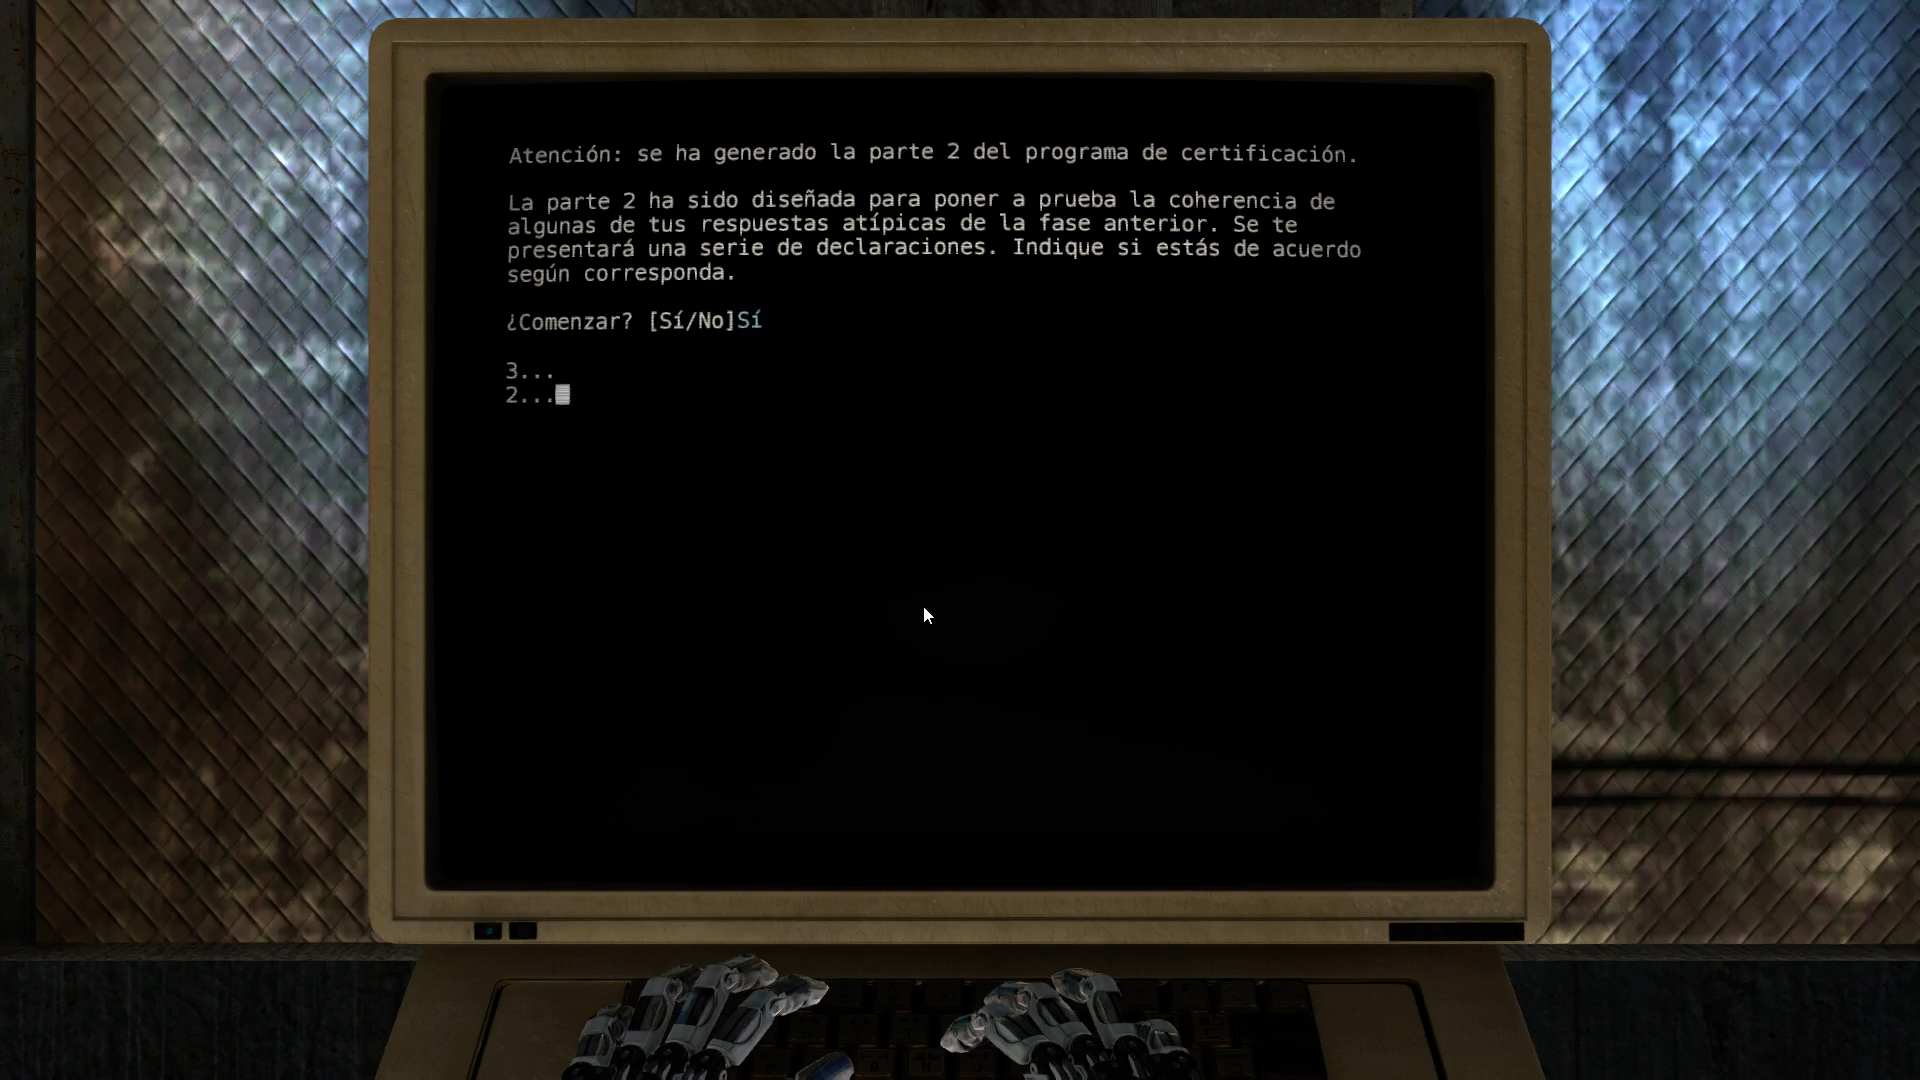 Atención: se ha generado la parte 2 del programa de certificación.
La parte 2 ha sido diseñada para poner a prueba la coherencia de
algunas de tus respuestas atípicas de la fase anterior. Se te
presentará una serie de declaraciones. Indique si estás de acuerdo
según corresponda.
¿Comenzar? [Sí/No]Sí
3...
2...